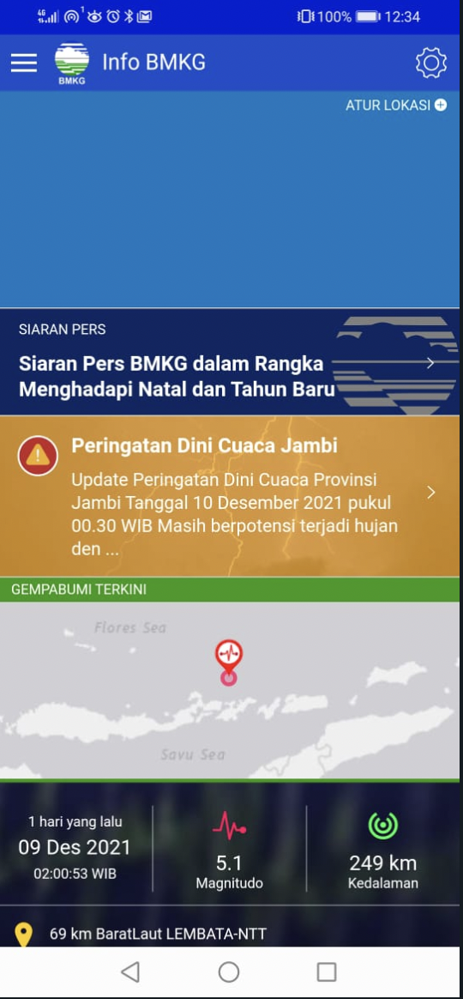 4G 1 100% 12:34
BMKG Info BMKG
ATUR LOKASI
SIARAN PERS
Siaran Pers BMKG dalam Rangka
Menghadapi Natal dan Tahun Baru
Peringatan Dini Cuaca Jambi
Update Peringatan Dini Cuaca Provinsi
Jambi Tanggal 10 Desember 2021 pukul
00.30 WIB Masih berpotensi terjadi hujan
den ...
GEMPABUMI TERKINI
Flores Sea
Savu Sea
1 hari yang lalu
09 Des 2021
02:00:53 WIB
5.1
Magnitudo
249 km
Kedalaman
69 km BaratLaut LEMBATA-NTT